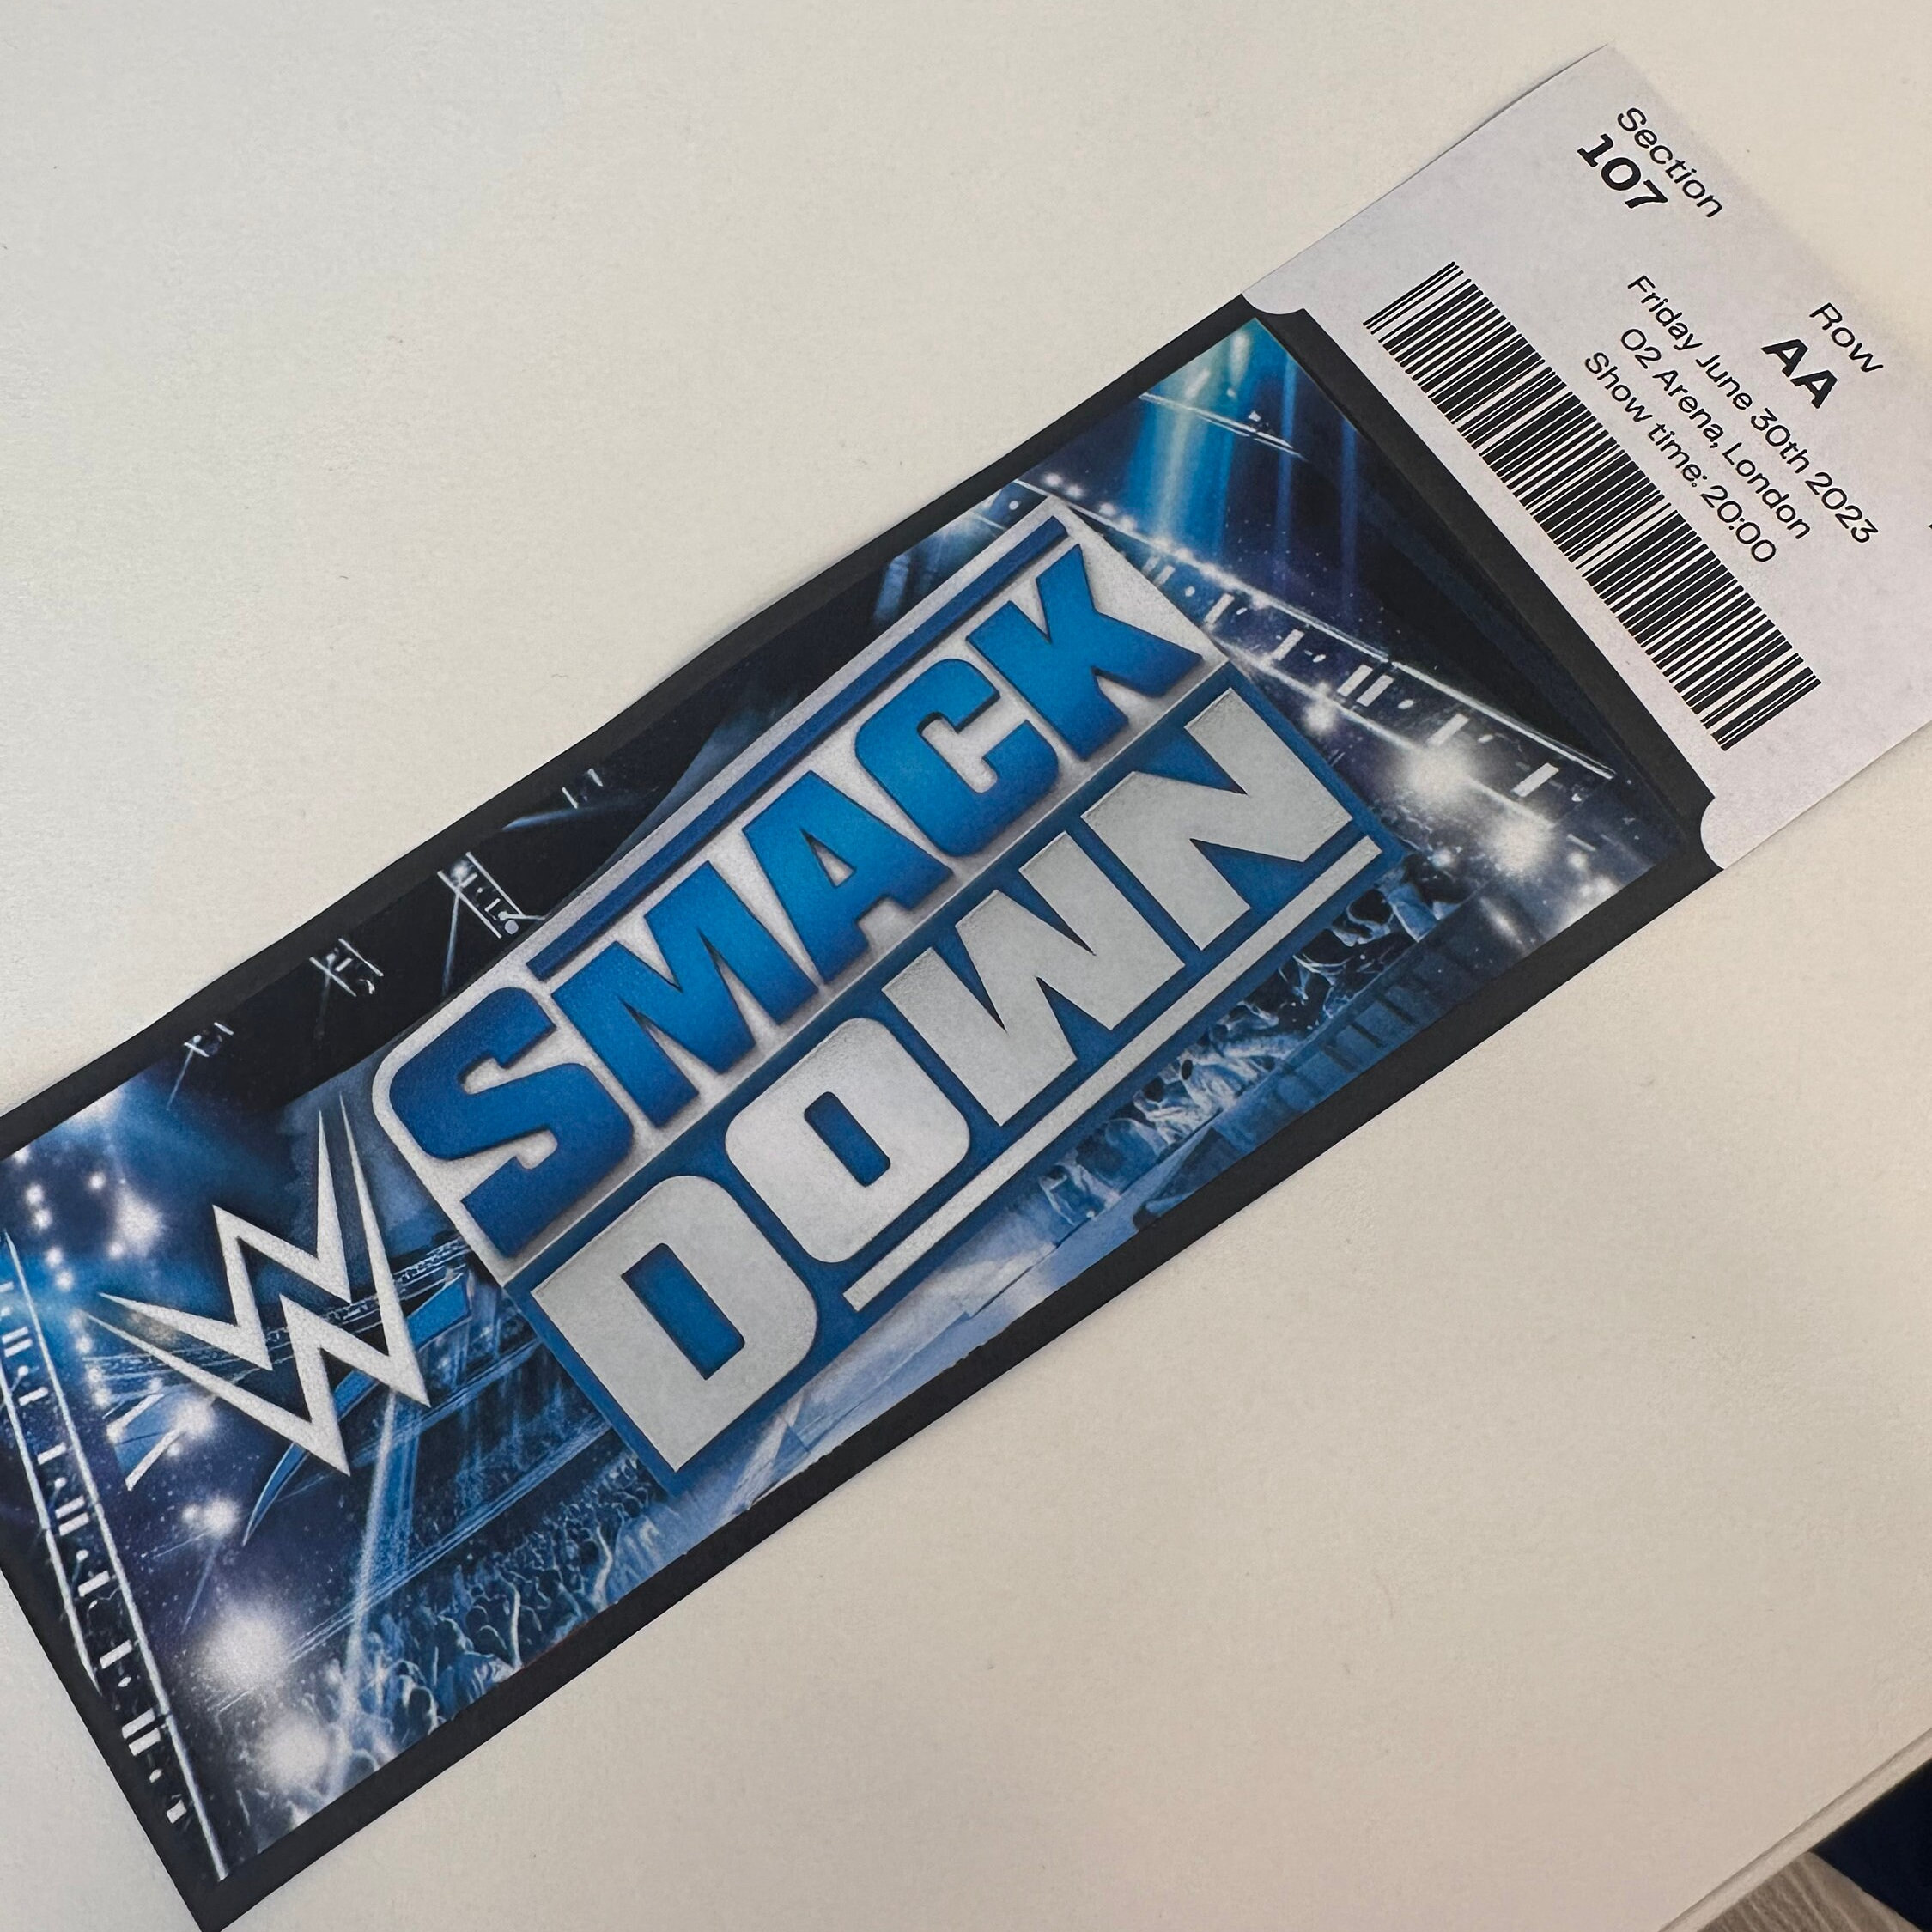 W
SMACK
DOWN
Section
107
Row
AA
Friday June 30th 2023
O2 Arena, London
Show time: 20:00